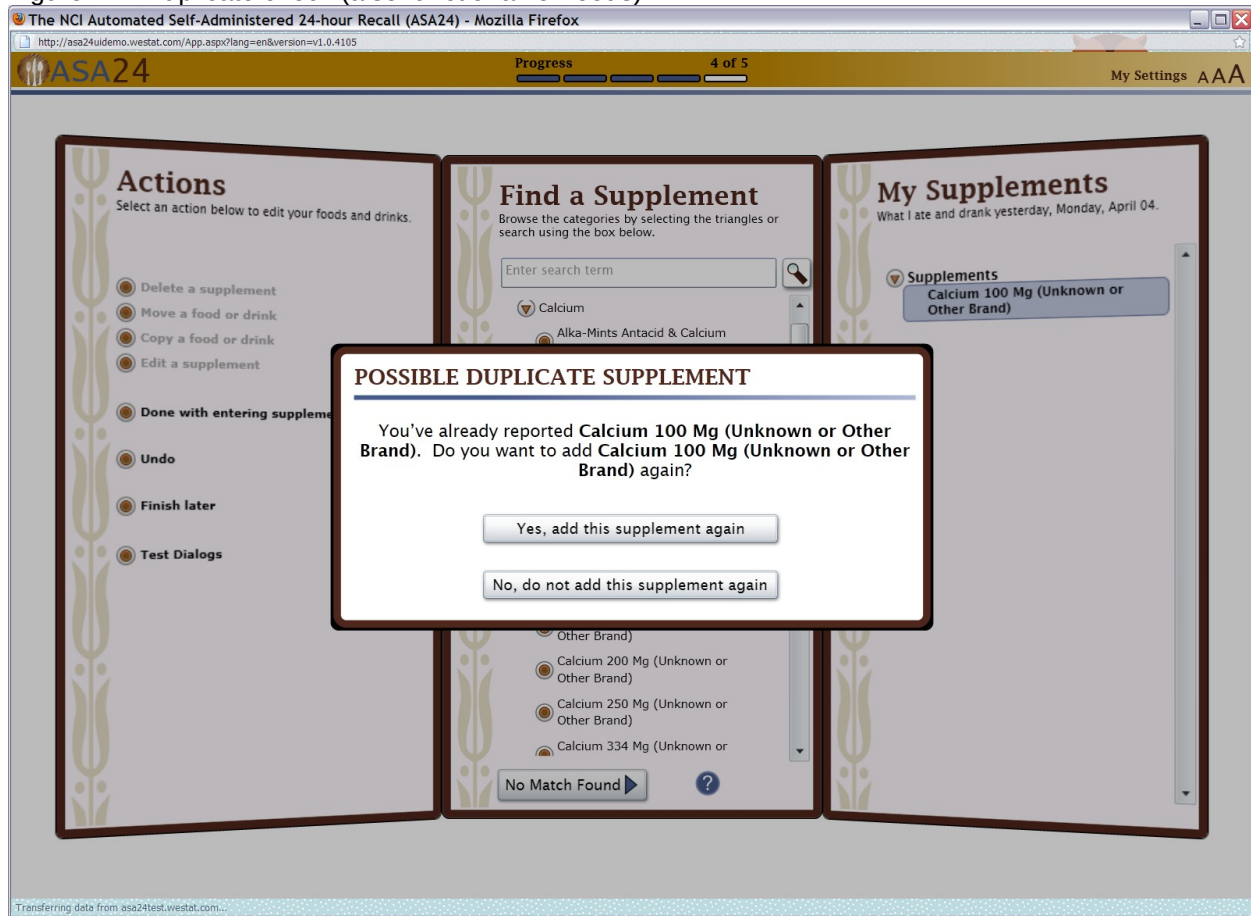 The NCI Automated Self-Administered 24-hour Recall (ASA24) - Mozilla Firefox
http://asa24uidemo.westat.com/App.aspx?lang=en&version=v1.0.4105
ASA24
Progress 4 of 5
My Settings A A A
Actions
Select an action below to edit your foods and drinks.
Delete a supplement
Move a food or drink
Copy a food or drink
Edit a supplement
Done with entering suppleme
Undo
Finish later
Test Dialogs
Find a Supplement
Browse the categories by selecting the triangles or
search using the box below.
Enter search term
Calcium
Alka-Mints Antacid & Calcium
POSSIBLE DUPLICATE SUPPLEMENT
You've already reported Calcium 100 Mg (Unknown or Other
Brand). Do you want to add Calcium 100 Mg (Unknown or Other
Brand) again?
Yes, add this supplement again
No, do not add this supplement again
Other Brand)
Calcium 200 Mg (Unknown or
Other Brand)
Calcium 250 Mg (Unknown or
Other Brand)
Calcium 334 Mg (Unknown or
No Match Found
?
My Supplements
What I ate and drank yesterday, Monday, April 04.
Supplements
Calcium 100 Mg (Unknown or
Other Brand)
Transferring data from asa24test.westat.com...